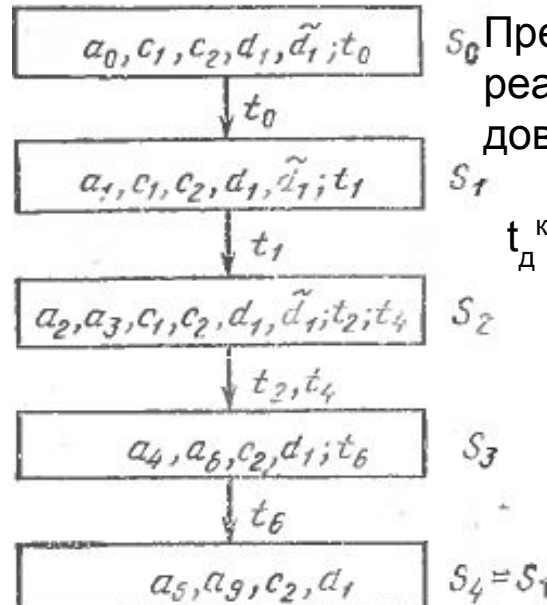 a₀, c₁, c₂, d₁, d̃₁; t₀ S₀ Пре
реа
t₀
дов
a₁, c₁, c₂, d₁, d̃₁; t₁ S₁
t₁
t_д^к
a₂, a₃, c₁, c₂, d₁, d̃₁; t₂; t₄ S₂
t₂, t₄
a₄, a₆, c₂, d₁; t₆ S₃
t₆
a₅, a₉, c₂, d₁ S₄ = S₁